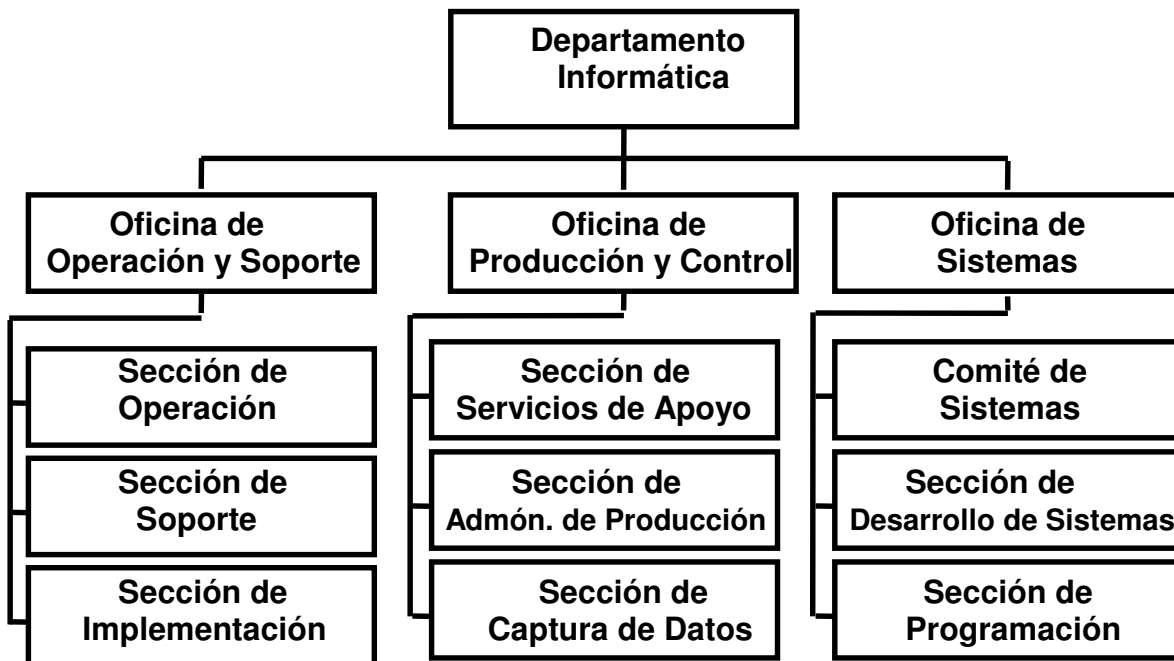 Departamento
Informática
Oficina de
Operación y Soporte
Oficina de
Producción y Control
Oficina de
Sistemas
Sección de
Operación
Sección de
Soporte
Sección de
Implementación
Sección de
Servicios de Apoyo
Sección de
Admón. de Producción
Sección de
Captura de Datos
Comité de
Sistemas
Sección de
Desarrollo de Sistemas
Sección de
Programación